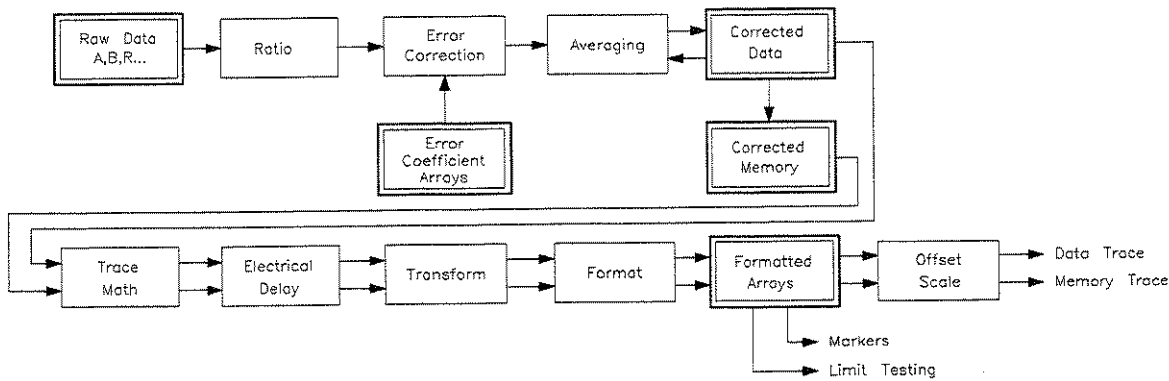 Raw Data
A,B,R...
Ratio
Error
Correction
Averaging
Corrected
Data
Error
Coefficient
Arrays
Corrected
Memory
Trace
Math
Electrical
Delay
Transform
Format
Formatted
Arrays
Offset
Scale
Data Trace
Memory Trace
Markers
Limit Testing